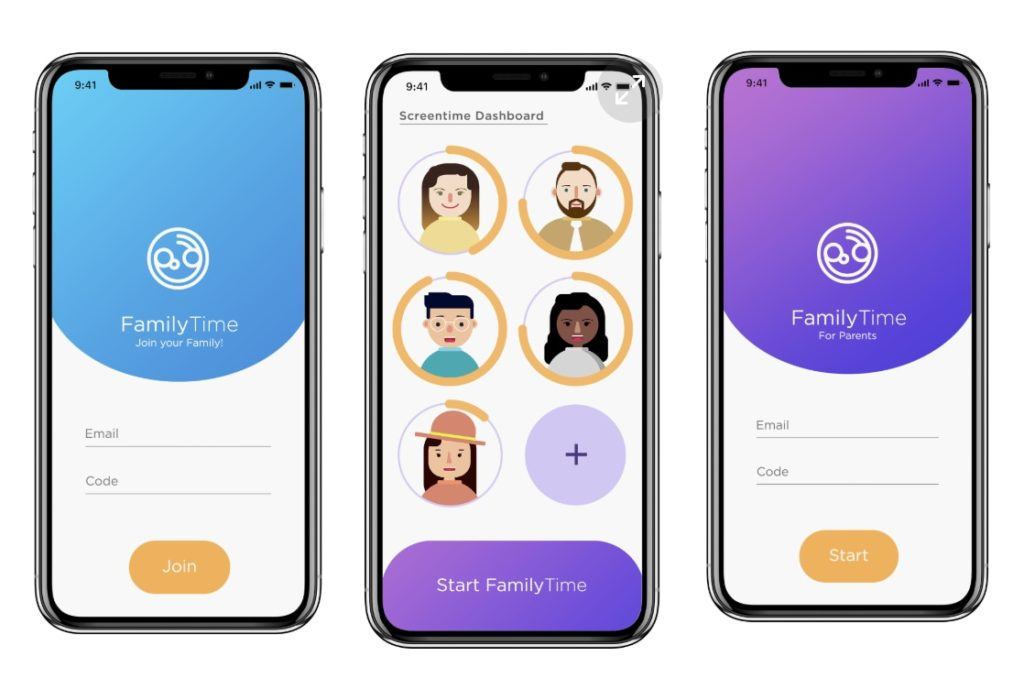 9:41
FamilyTime
Join your Family!
Email
Code
Join
9:41
Screentime Dashboard
+
Start FamilyTime
9:41
FamilyTime
For Parents
Email
Code
Start